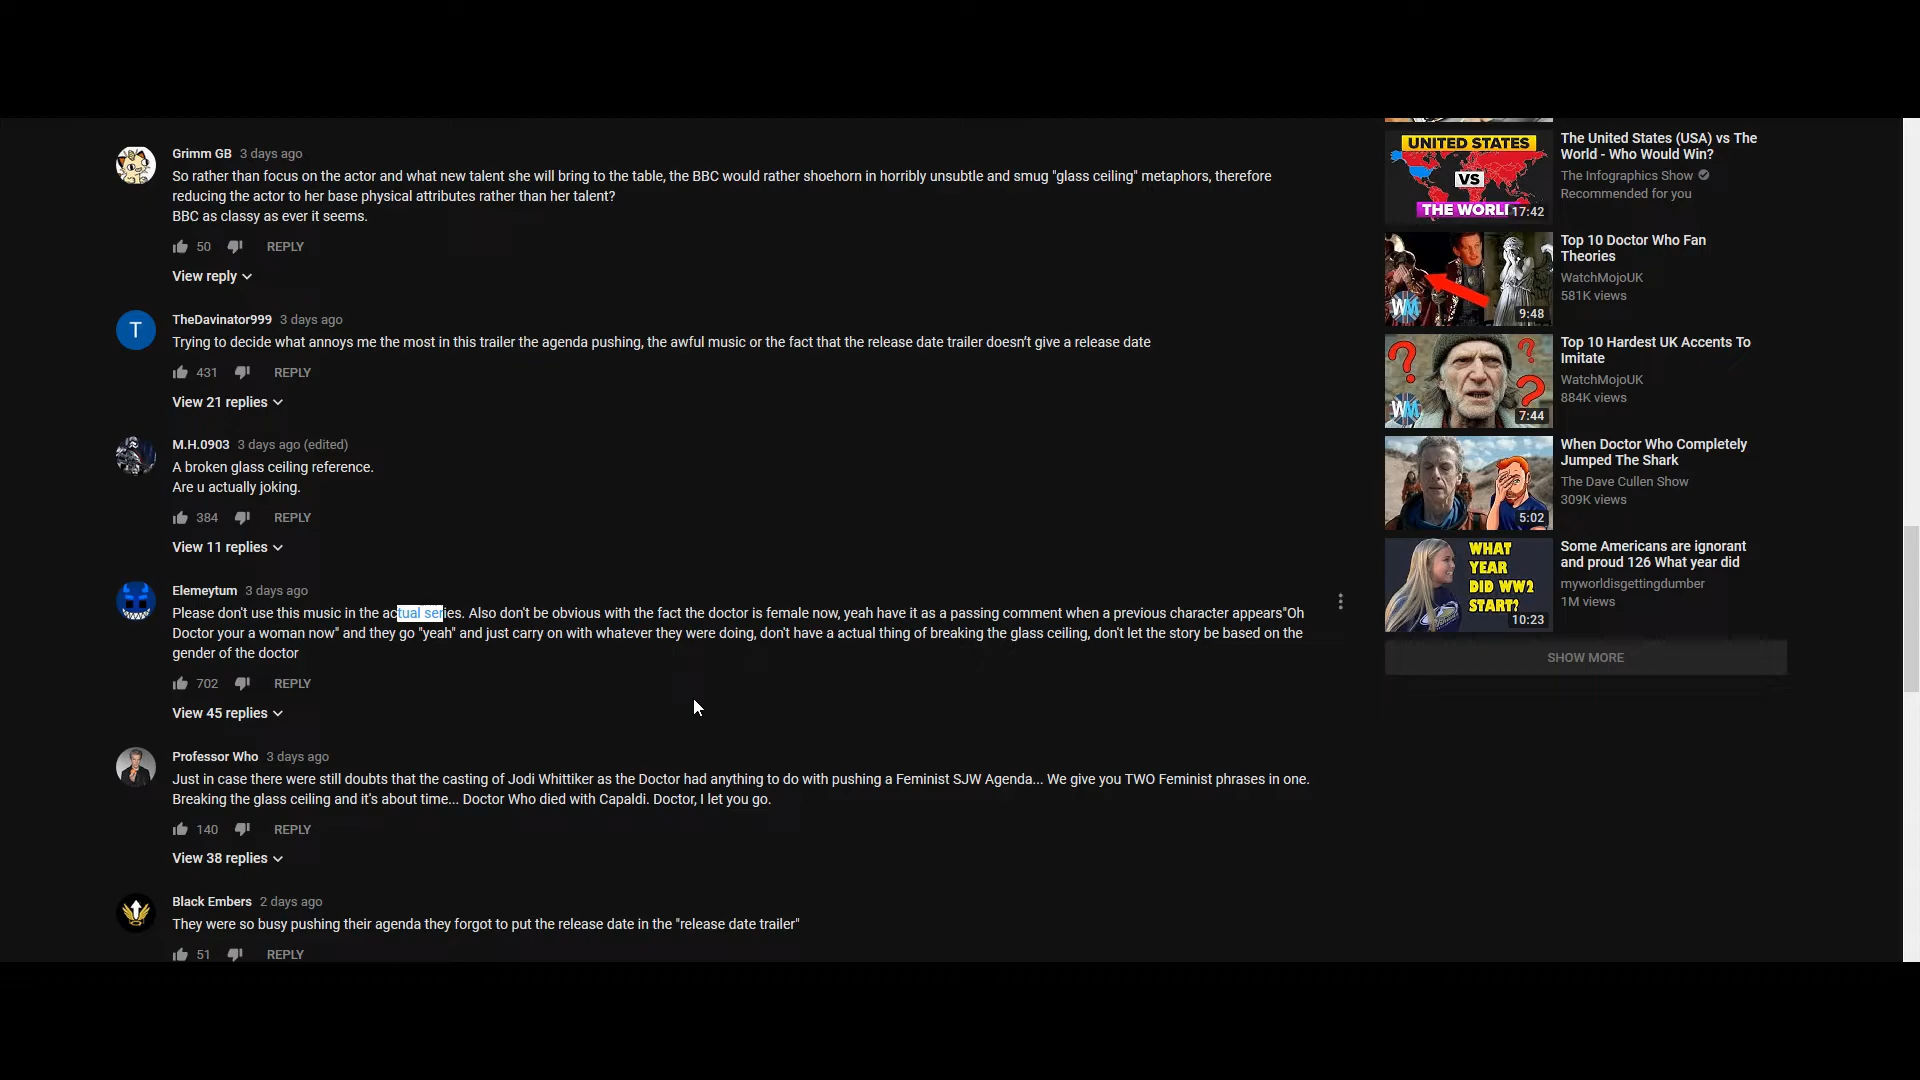 Grimm GB 3 days ago
So rather than focus on the actor and what new talent she will bring to the table, the BBC would rather shoehorn in horribly unsubtle and smug "glass ceiling" metaphors, therefore
reducing the actor to her base physical attributes rather than her talent?
BBC as classy as ever it seems.
50 REPLY
View reply
T
TheDavinator999 3 days ago
Trying to decide what annoys me the most in this trailer the agenda pushing, the awful music or the fact that the release date trailer doesn’t give a release date
431 REPLY
View 21 replies
M.H.0903 3 days ago (edited)
A broken glass ceiling reference.
Are u actually joking.
384 REPLY
View 11 replies
Elemeytum 3 days ago
Please don't use this music in the actual series. Also don't be obvious with the fact the doctor is female now, yeah have it as a passing comment when a previous character appears"Oh
Doctor your a woman now" and they go "yeah" and just carry on with whatever they were doing, don't have a actual thing of breaking the glass ceiling, don't let the story be based on the
gender of the doctor
702 REPLY
View 45 replies
Professor Who 3 days ago
Just in case there were still doubts that the casting of Jodi Whittiker as the Doctor had anything to do with pushing a Feminist SJW Agenda... We give you TWO Feminist phrases in one.
Breaking the glass ceiling and it's about time... Doctor Who died with Capaldi. Doctor, I let you go.
140 REPLY
View 38 replies
Black Embers 2 days ago
They were so busy pushing their agenda they forgot to put the release date in the "release date trailer"
51 REPLY
UNITED STATES
VS
THE WORL
17:42
The United States (USA) vs The
World - Who Would Win?
The Infographics Show
Recommended for you
WM
9:48
Top 10 Doctor Who Fan
Theories
WatchMojoUK
581K views
? ? ?
WM
7:44
Top 10 Hardest UK Accents To
Imitate
WatchMojoUK
884K views
5:02
When Doctor Who Completely
Jumped The Shark
The Dave Cullen Show
309K views
WHAT
YEAR
DID WW2
START?
10:23
Some Americans are ignorant
and proud 126 What year did
myworldisgettingdumber
1M views
SHOW MORE